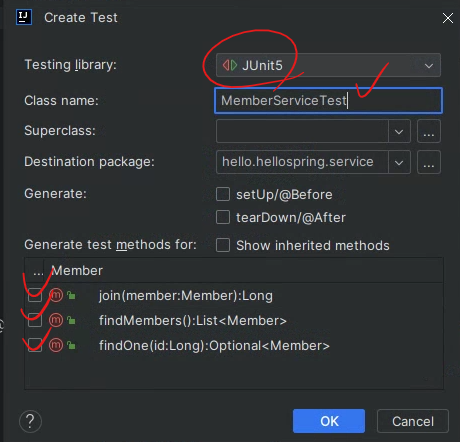 IJ
Create Test
Testing library: JUnit5
Class name: MemberServiceTest
Superclass: ...
Destination package: hello.hellospring.service ...
Generate: setUp/@Before
tearDown/@After
Generate test methods for: Show inherited methods
... Member
m join(member:Member):Long
m findMembers():List<Member>
m findOne(id:Long):Optional<Member>
? OK Cancel